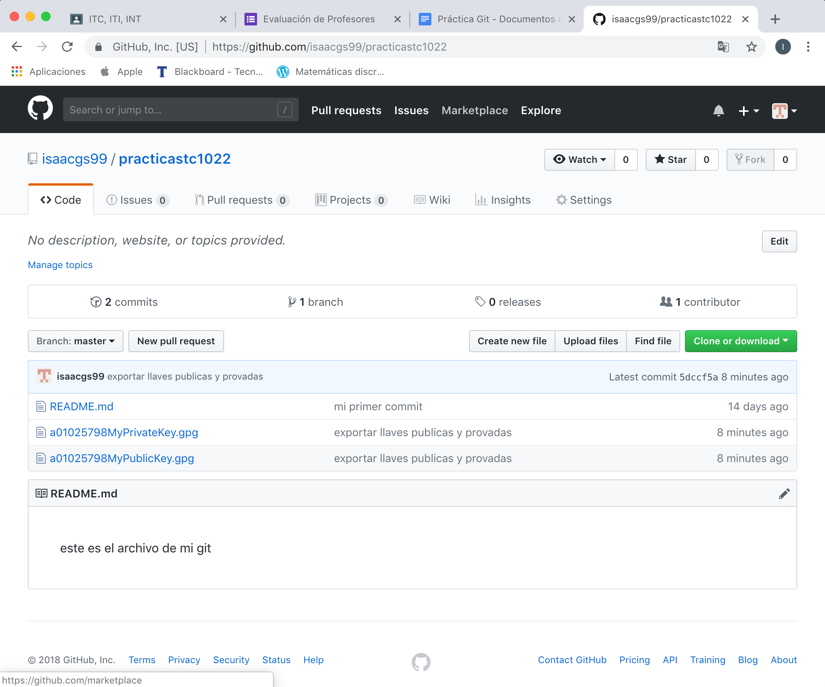 ITC, ITI, INT
Evaluación de Profesores
Práctica Git - Documentos
isaacgs99/practicastc1022
GitHub, Inc. [US] https://github.com/isaacgs99/practicastc1022
Aplicaciones Apple Blackboard - Tecn... Matemáticas discr...
Search or jump to... / Pull requests Issues Marketplace Explore
isaacgs99 / practicastc1022 Watch 0 Star 0 Fork 0
Code Issues 0 Pull requests 0 Projects 0 Wiki Insights Settings
No description, website, or topics provided. Edit
Manage topics
2 commits 1 branch 0 releases 1 contributor
Branch: master New pull request Create new file Upload files Find file Clone or download
isaacgs99 exportar llaves publicas y provadas Latest commit 5dccf5a 8 minutes ago
README.md mi primer commit 14 days ago
a01025798MyPrivateKey.gpg exportar llaves publicas y provadas 8 minutes ago
a01025798MyPublicKey.gpg exportar llaves publicas y provadas 8 minutes ago
README.md
este es el archivo de mi git
© 2018 GitHub, Inc. Terms Privacy Security Status Help Contact GitHub Pricing API Training Blog About
https://github.com/marketplace